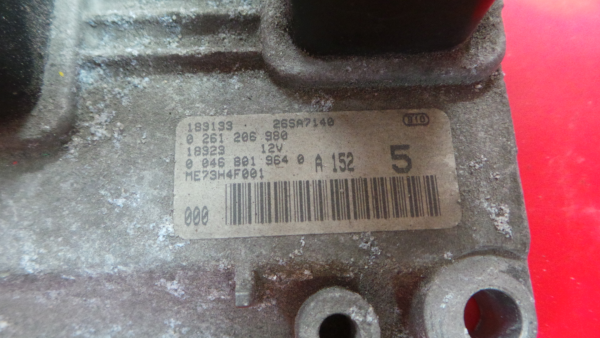 183133 26SA7140
0 261 206 980
18323 12V
0 046 801 964 0 A 152 5
ME73H4F001
000